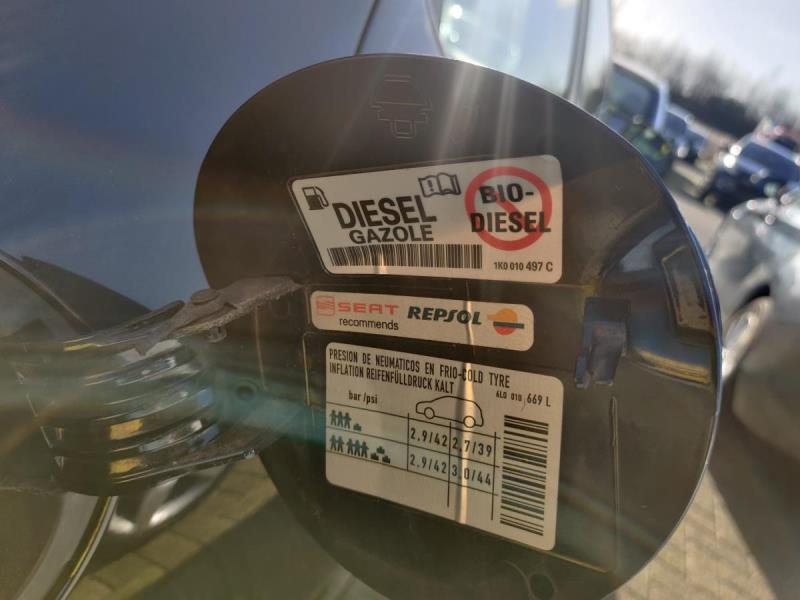 DIESEL
GAZOLE
BIO-
DIESEL
1K0 010 497 C
SEAT
recommends
REPSOL
PRESION DE NEUMATICOS EN FRIO-COLD TYRE
INFLATION REIFENFÜLLDRUCK KALT
6L0 010 669 L
bar/psi
2,9/42 2,7/39
2,9/42 3,0/44